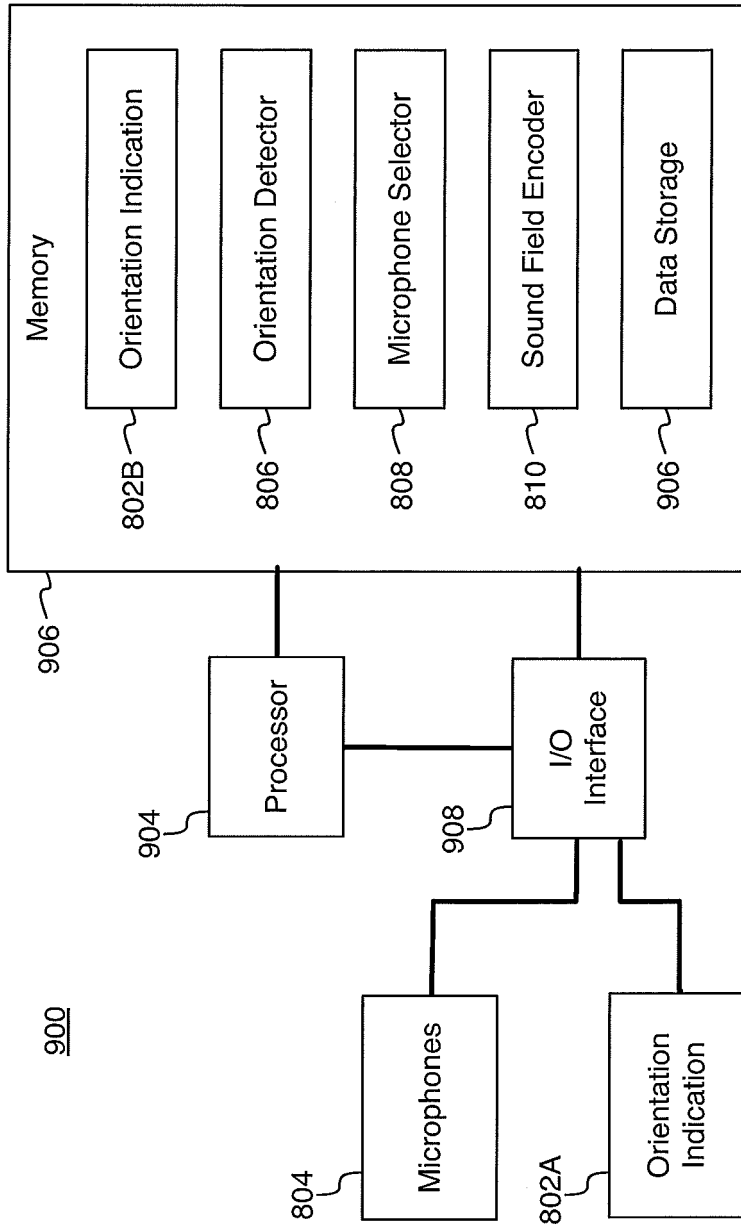 900
Memory
906
Orientation Indication
802B
Orientation Detector
806
Microphone Selector
808
Sound Field Encoder
810
Data Storage
906
Processor
904
I/O
Interface
908
Microphones
804
Orientation
Indication
802A